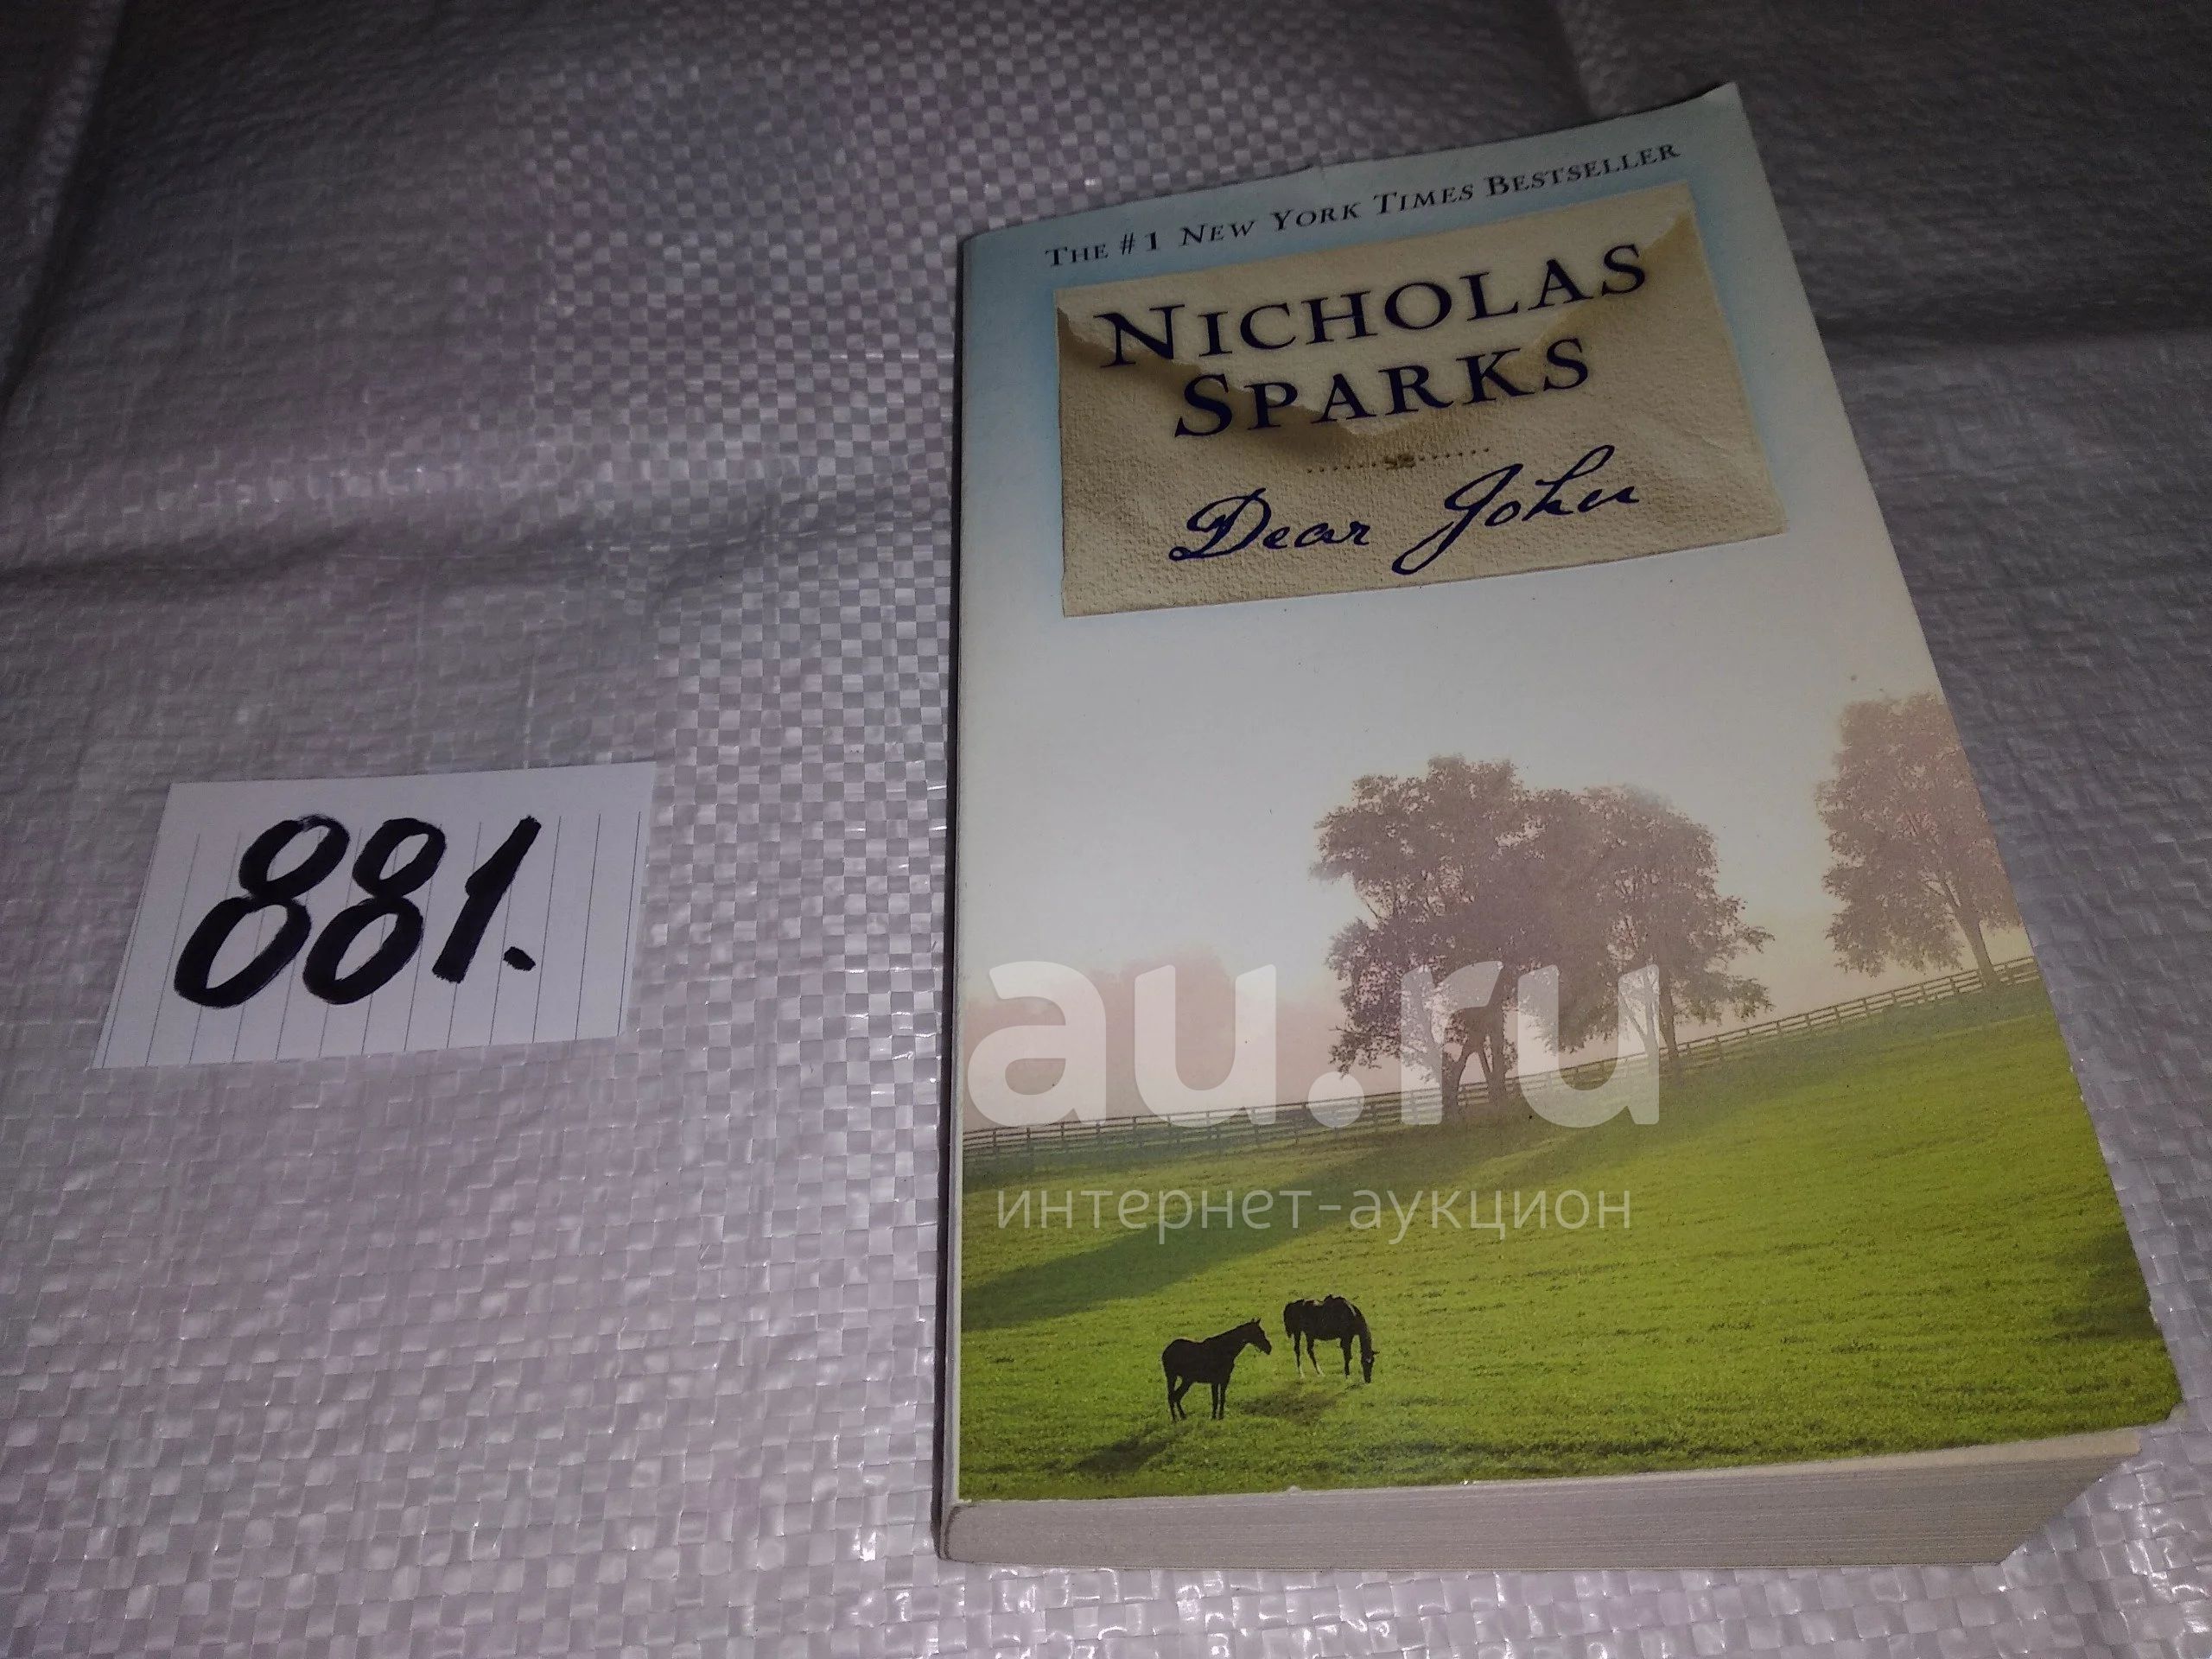 THE #1 NEW YORK TIMES BESTSELLER
NICHOLAS
SPARKS
Dear John
881.
au.ru
интернет-аукцион